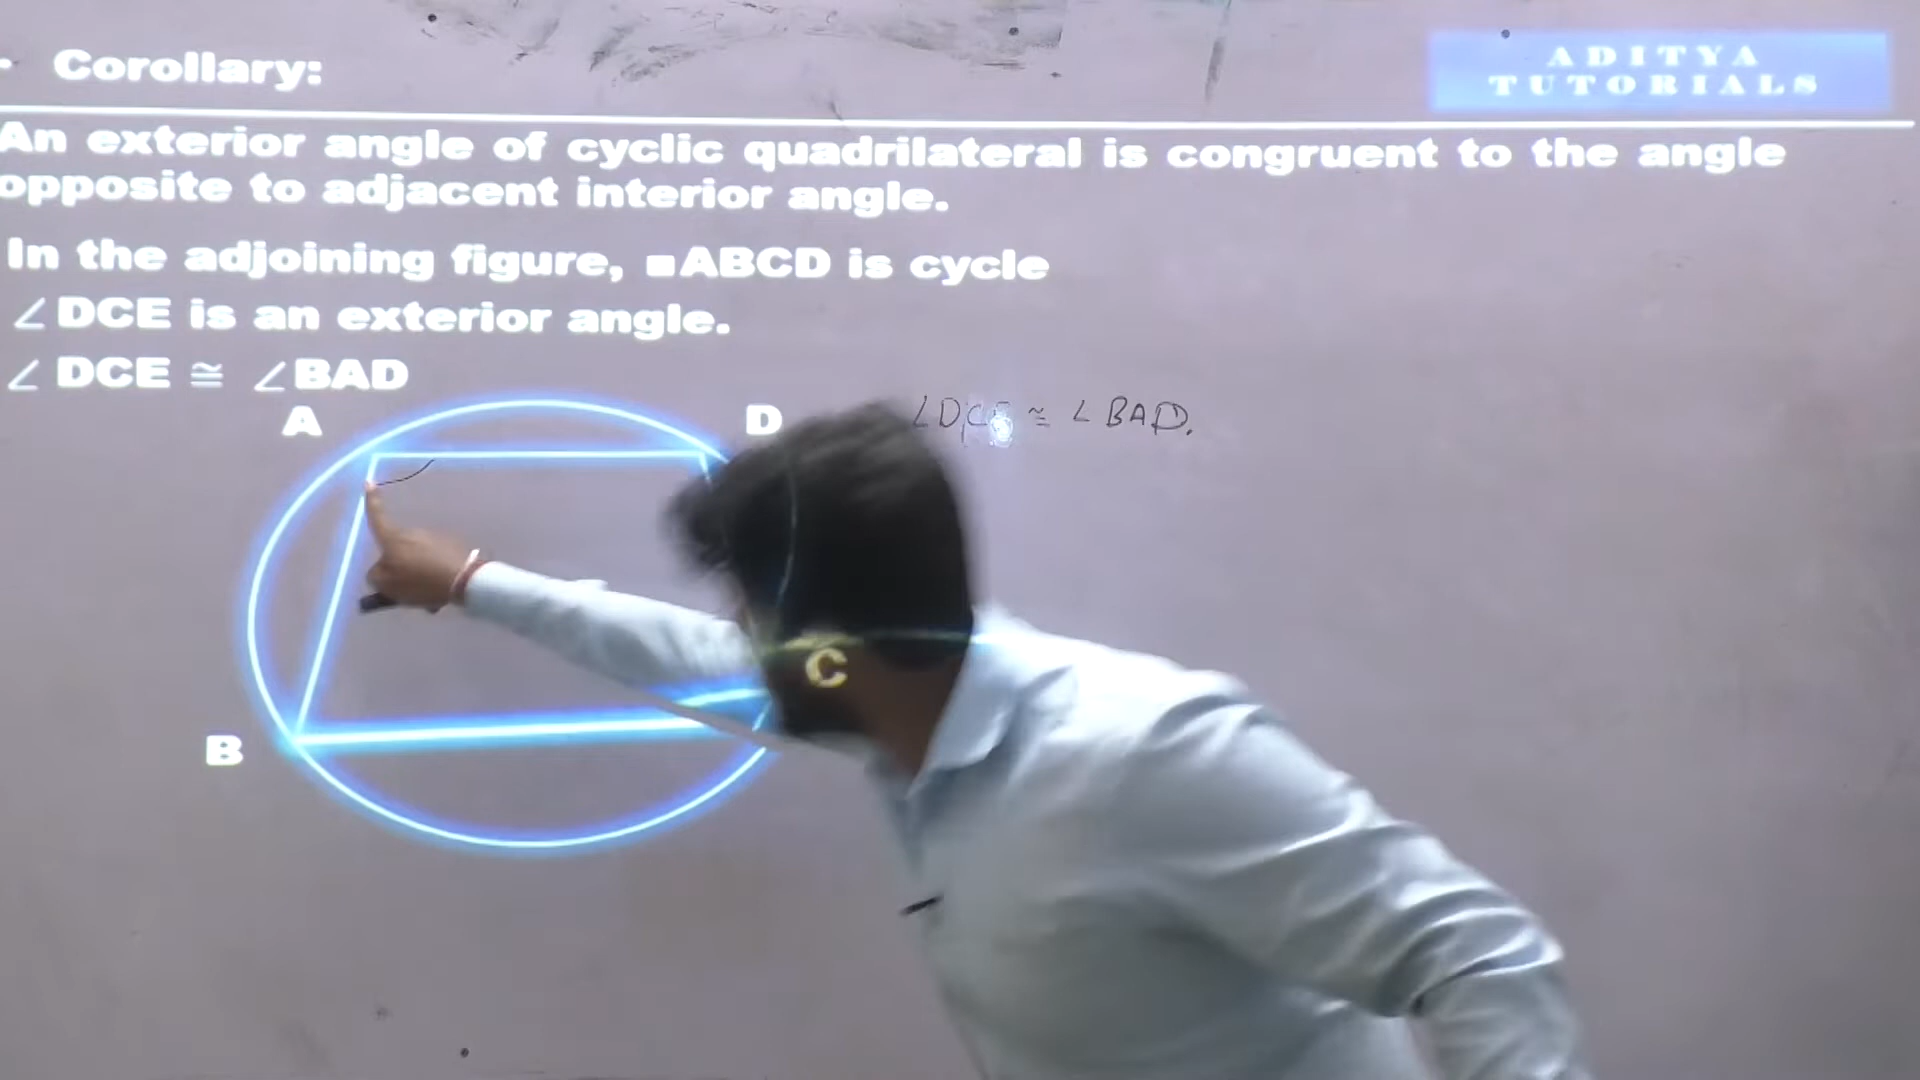 Corollary:
ADITYA
TUTORIALS
An exterior angle of cyclic quadrilateral is congruent to the angle
opposite to adjacent interior angle.
In the adjoining figure, ■ABCD is cycle
∠DCE is an exterior angle.
∠DCE ≅ ∠BAD
A
D
∠DCE ≅ ∠BAD.
C
B